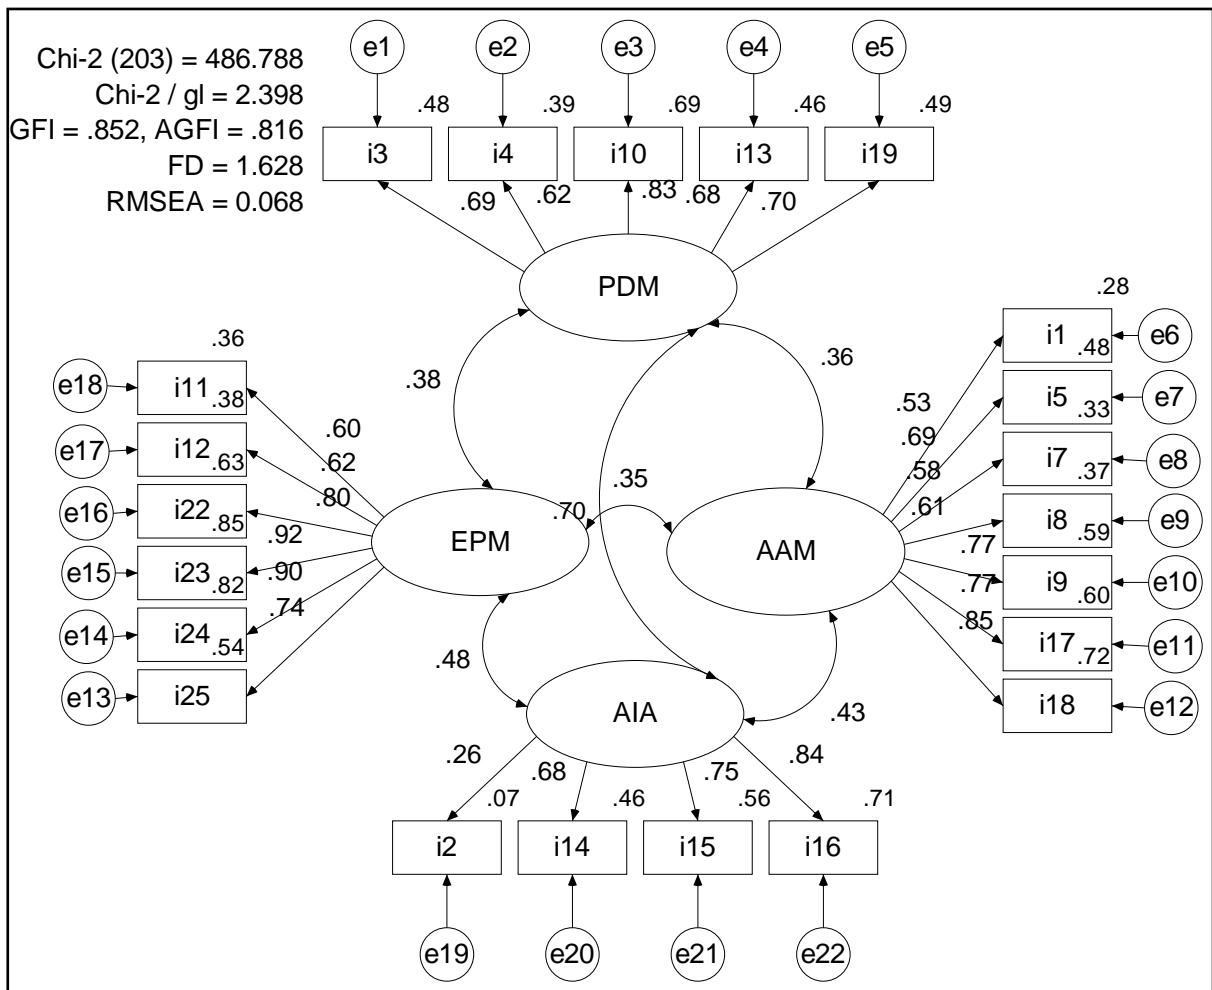 e1 e2 e3 e4 e5
Chi-2 (203) = 486.788
Chi-2 / gl = 2.398
GFI = .852, AGFI = .816
FD = 1.628
RMSEA = 0.068
.48 .39 .69 .46 .49
i3 i4 i10 i13 i19
.69 .62 .83 .68 .70
PDM
.38 .36
.28
i1 .48 e6
i5 .33 e7
i7 .37 e8
i8 .59 e9
i9 .60 e10
i17 .72 e11
i18 e12
.53
.69
.58
.61
.77
.77
.85
.36
e18 i11 .38
e17 i12 .63
e16 i22 .85
e15 i23 .82
e14 i24 .54
e13 i25
.60
.62
.80
.92
.90
.74
.35
.70
EPM AAM
.48 .43
AIA
.26 .68 .75 .84
.07 .46 .56 .71
i2 i14 i15 i16
e19 e20 e21 e22